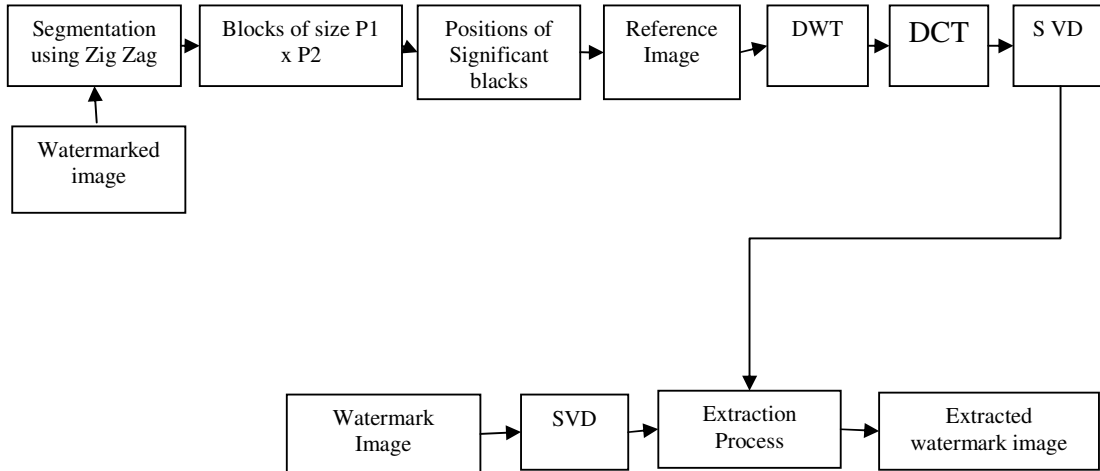 Segmentation
using Zig Zag
Blocks of size P1
x P2
Positions of
Significant
blacks
Reference
Image
DWT
DCT
S VD
Watermarked
image
Watermark
Image
SVD
Extraction
Process
Extracted
watermark image